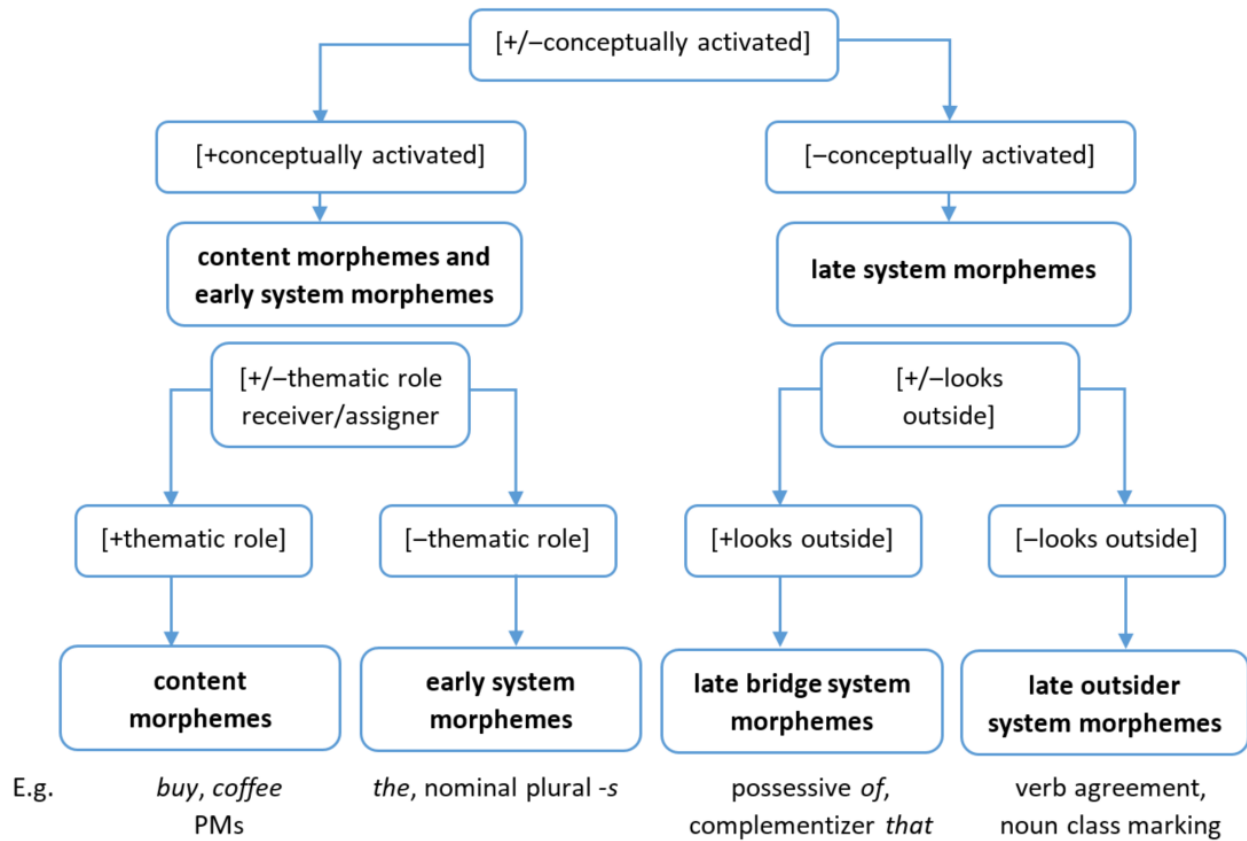 [+/–conceptually activated]
[+conceptually activated]
[–conceptually activated]
content morphemes and
early system morphemes
late system morphemes
[+/–thematic role
receiver/assigner
[+/–looks
outside]
[+thematic role]
[–thematic role]
[+looks outside]
[–looks outside]
content
morphemes
early system
morphemes
late bridge system
morphemes
late outsider
system morphemes
E.g.
buy, coffee
PMs
the, nominal plural -s
possessive of,
complementizer that
verb agreement,
noun class marking